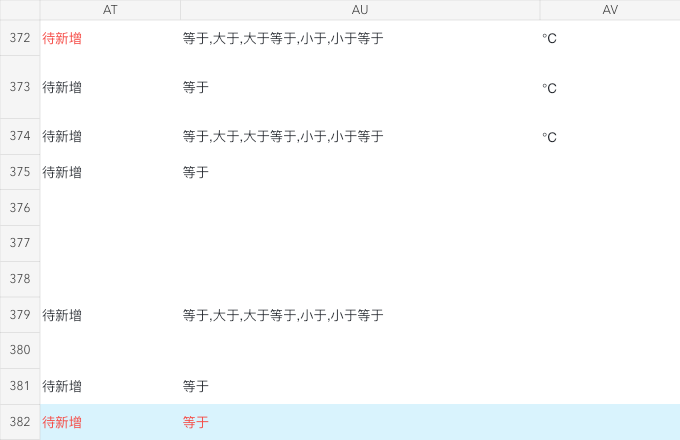 AT AU AV
372 待新增 等于,大于,大于等于,小于,小于等于 °C
373 待新增 等于 °C
374 待新增 等于,大于,大于等于,小于,小于等于 °C
375 待新增 等于
376
377
378
379 待新增 等于,大于,大于等于,小于,小于等于
380
381 待新增 等于
382 待新增 等于